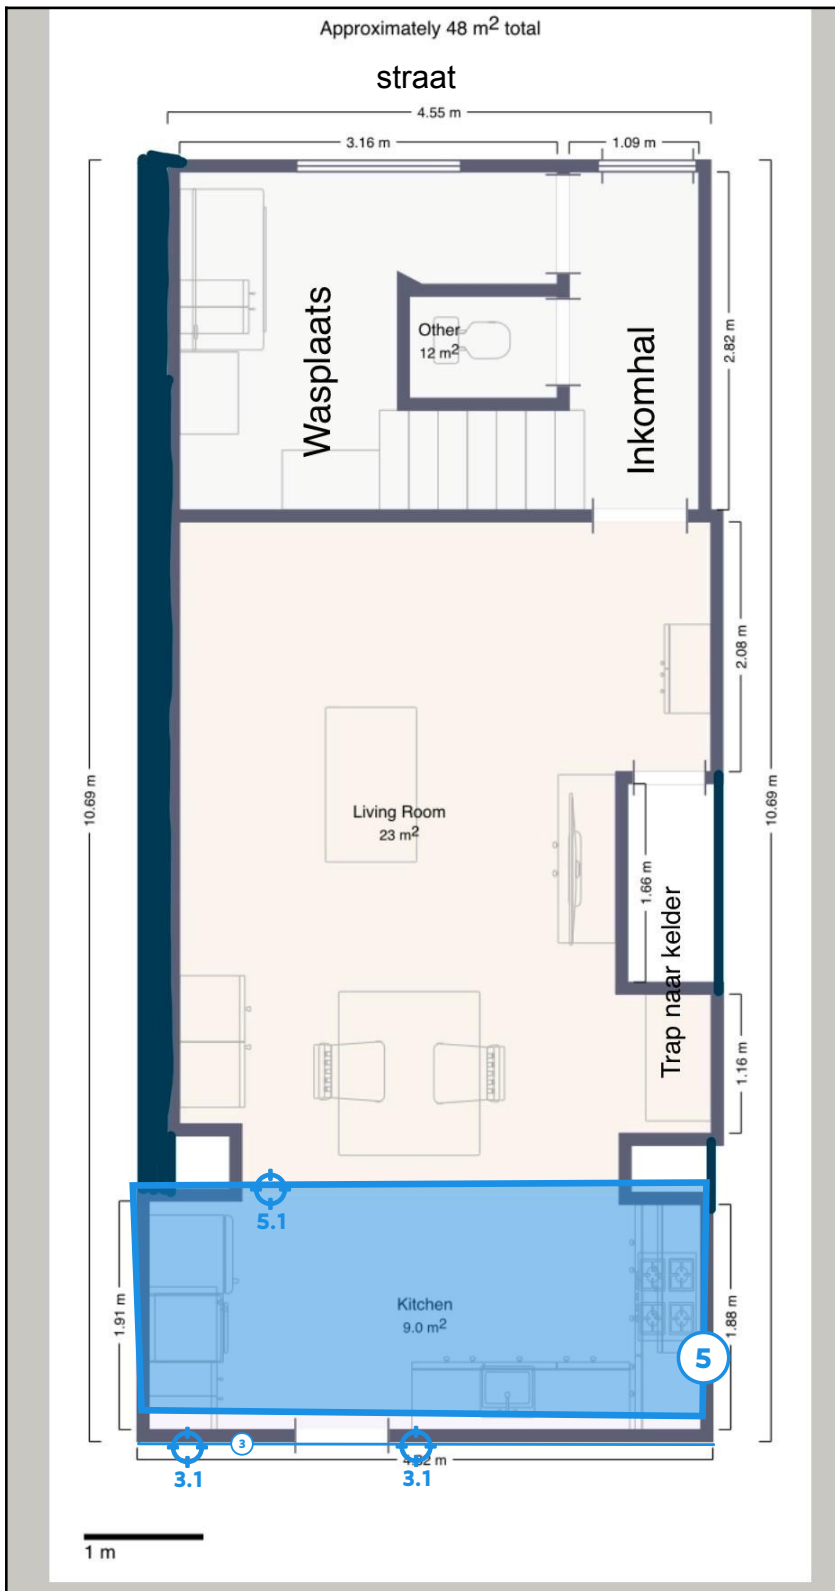 Approximately 48 m² total
straat
4.55 m
3.16 m
1.09 m
Wasplaats
Other
12 m²
Inkomhal
2.82 m
2.08 m
10.69 m
10.69 m
Living Room
23 m²
1.66 m
Trap naar kelder
1.16 m
5.1
1.91 m
Kitchen
9.0 m²
1.88 m
5
3
3.1
3.1
1 m